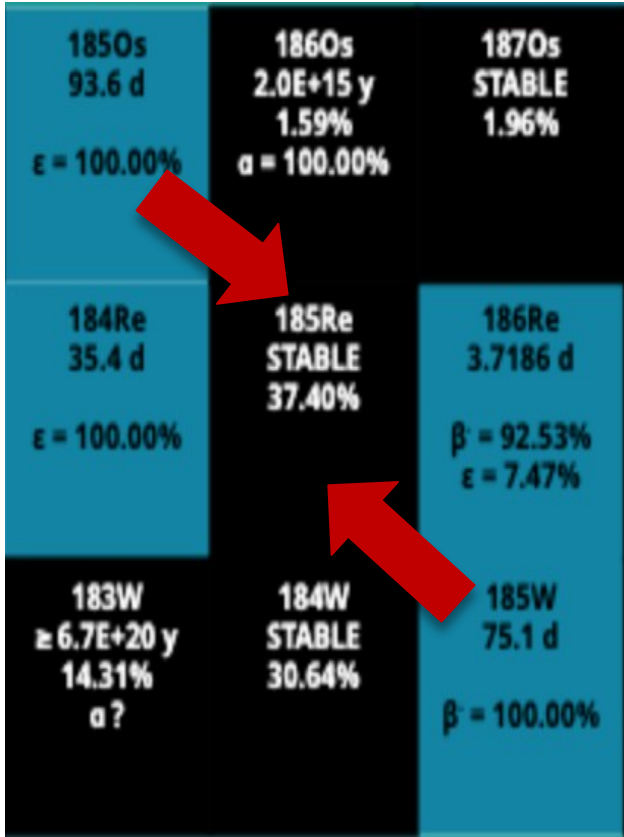 185Os
93.6 d
ε = 100.00%
186Os
2.0E+15 y
1.59%
α = 100.00%
187Os
STABLE
1.96%
184Re
35.4 d
ε = 100.00%
185Re
STABLE
37.40%
186Re
3.7186 d
β⁻ = 92.53%
ε = 7.47%
183W
≥ 6.7E+20 y
14.31%
α ?
184W
STABLE
30.64%
185W
75.1 d
β⁻ = 100.00%